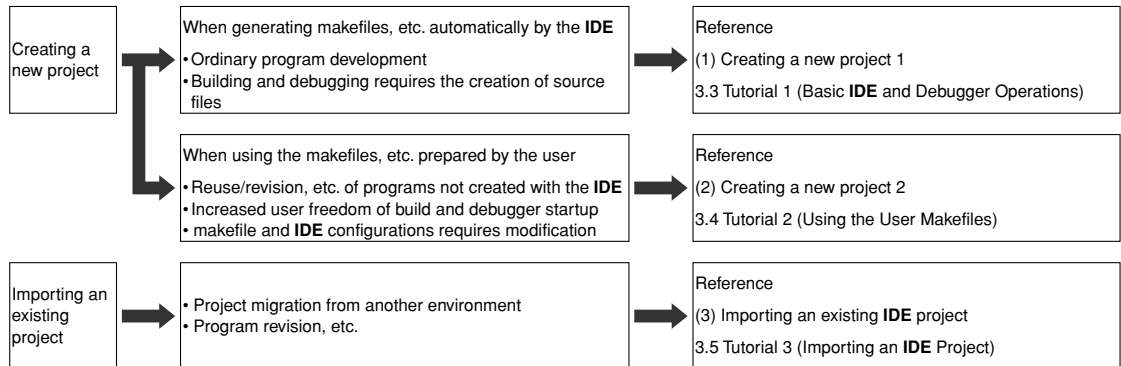 Creating a
new project
When generating makefiles, etc. automatically by the IDE
•Ordinary program development
•Building and debugging requires the creation of source
files
Reference
(1) Creating a new project 1
3.3 Tutorial 1 (Basic IDE and Debugger Operations)
When using the makefiles, etc. prepared by the user
•Reuse/revision, etc. of programs not created with the IDE
•Increased user freedom of build and debugger startup
• makefile and IDE configurations requires modification
Reference
(2) Creating a new project 2
3.4 Tutorial 2 (Using the User Makefiles)
Importing an
existing
project
• Project migration from another environment
• Program revision, etc.
Reference
(3) Importing an existing IDE project
3.5 Tutorial 3 (Importing an IDE Project)